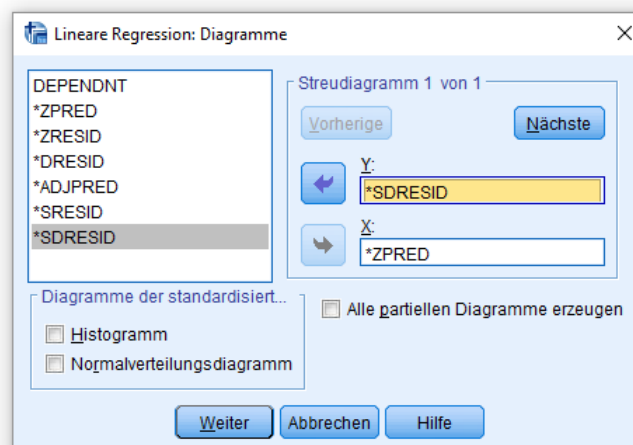 Lineare Regression: Diagramme
DEPENDNT
*ZPRED
*ZRESID
*DRESID
*ADJPRED
*SRESID
*SDRESID
Streudiagramm 1 von 1
Vorherige
Nächste
Y:
*SDRESID
X:
*ZPRED
Diagramme der standardisiert...
Histogramm
Normalverteilungsdiagramm
Alle partiellen Diagramme erzeugen
Weiter
Abbrechen
Hilfe